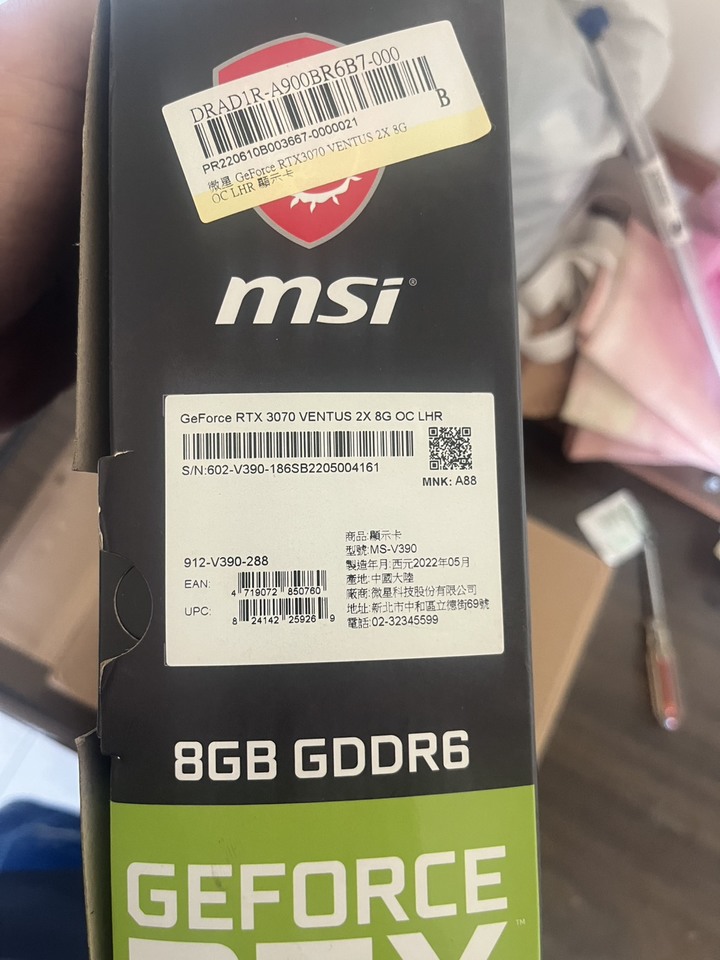 DRAD1R-A900BR6B7-000
B
PR220610B003667-0000021
微星 GeForce RTX3070 VENTUS 2X 8G
OC LHR 顯示卡
msi®
GeForce RTX 3070 VENTUS 2X 8G OC LHR
S/N:602-V390-186SB2205004161
MNK: A88
912-V390-288
EAN:
4 719072 850760
UPC:
8 24142 25926 9
商品:顯示卡
型號:MS-V390
製造年月:西元2022年05月
產地:中國大陸
廠商:微星科技股份有限公司
地址:新北市中和區立德街69號
電話:02-32345599
8GB GDDR6
GEFORCE
RTX™